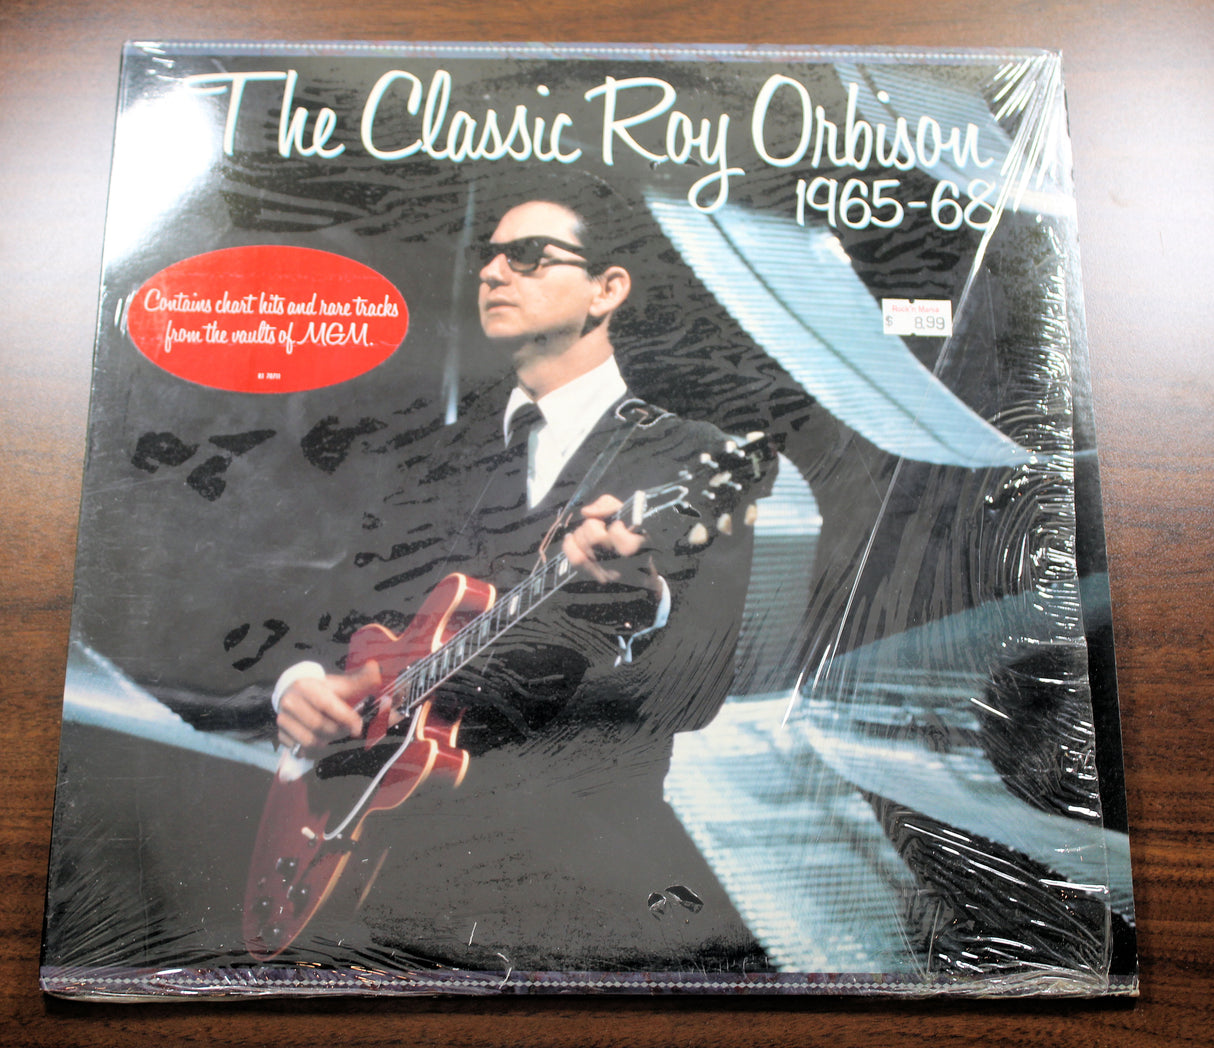 The Classic Roy Orbison
1965-68
Contains chart hits and rare tracks
from the vaults of MGM.
Rock'n Mania
$ 8.99